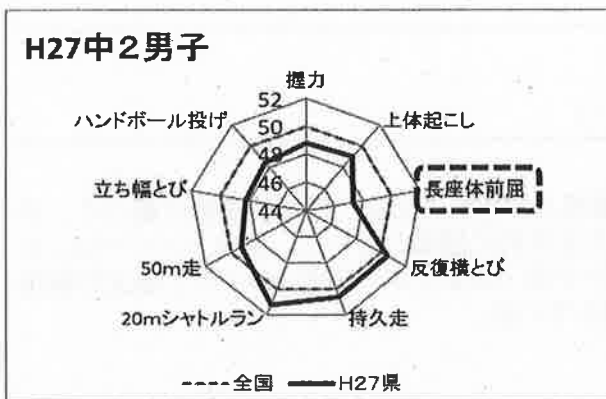 H27中2男子
握力
上体起こし
長座体前屈
反復横とび
持久走
20mシャトルラン
50m走
立ち幅とび
ハンドボール投げ
52
50
48
46
44
全国
H27県